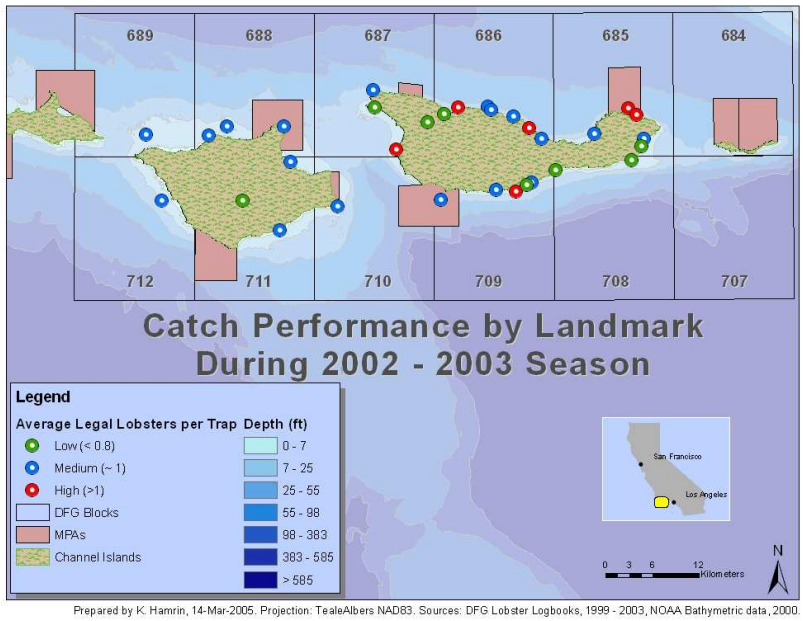 689 688 687 686 685 684
712 711 710 709 708 707
Catch Performance by Landmark
During 2002 - 2003 Season
Legend
Average Legal Lobsters per Trap
Low (< 0.8)
Medium (~ 1)
High (>1)
DFG Blocks
MPAs
Channel Islands
Depth (ft)
0 - 7
7 - 25
25 - 55
55 - 98
98 - 383
383 - 585
> 585
San Francisco
Los Angeles
N
0 3 6 12
Kilometers
Prepared by K. Hamrin, 14-Mar-2005. Projection: TealeAlbers NAD83. Sources: DFG Lobster Logbooks, 1999 - 2003, NOAA Bathymetric data, 2000.